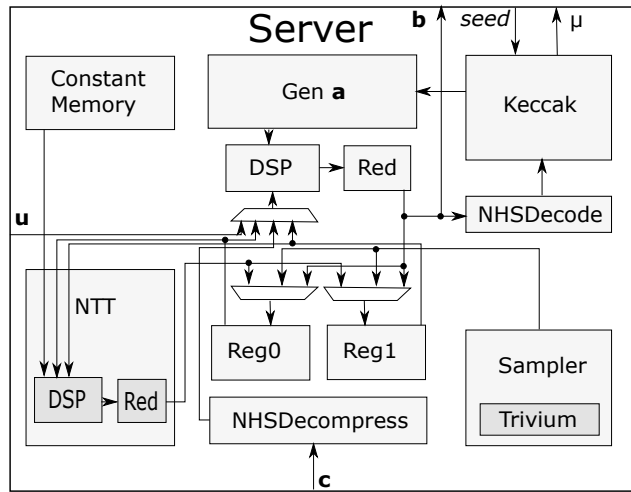 Server
b
seed
μ
Constant
Memory
Gen a
Keccak
DSP
Red
NHSDecode
u
NTT
DSP
Red
Reg0
Reg1
Sampler
Trivium
NHSDecompress
c